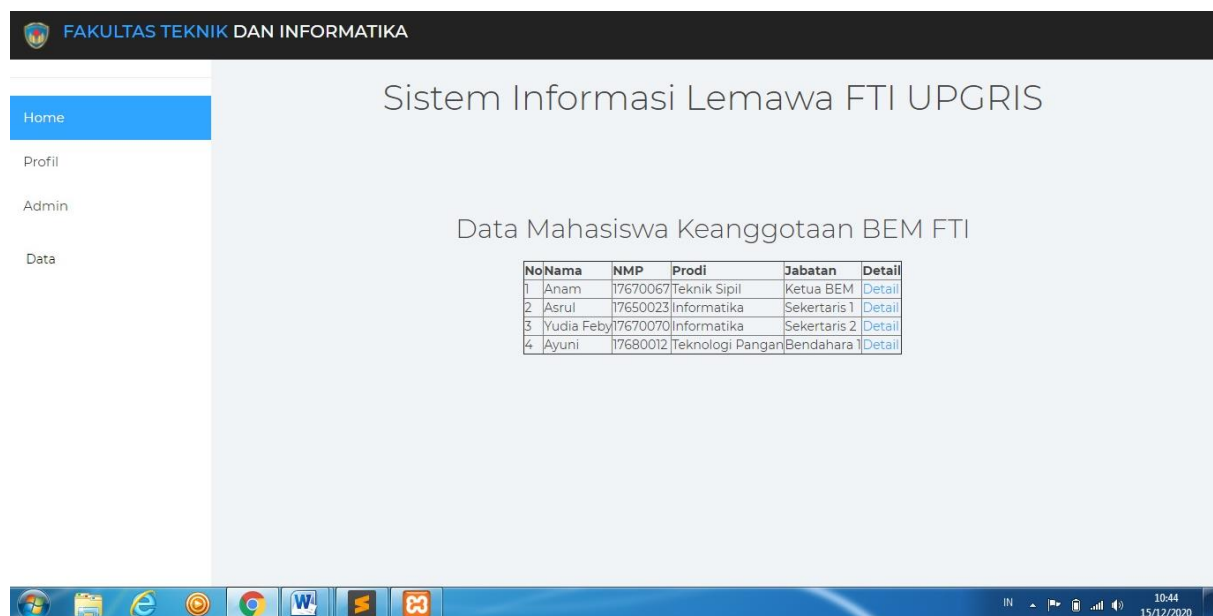 FAKULTAS TEKNIK DAN INFORMATIKA
Sistem Informasi Lemawa FTI UPGRIS
Home
Profil
Admin
Data
Data Mahasiswa Keanggotaan BEM FTI
No Nama NMP Prodi Jabatan Detail
1 Anam 17670067 Teknik Sipil Ketua BEM Detail
2 Asrul 17650023 Informatika Sekertaris 1 Detail
3 Yudia Feby 17670070 Informatika Sekertaris 2 Detail
4 Ayuni 17680012 Teknologi Pangan Bendahara 1 Detail
IN 10:44
15/12/2020